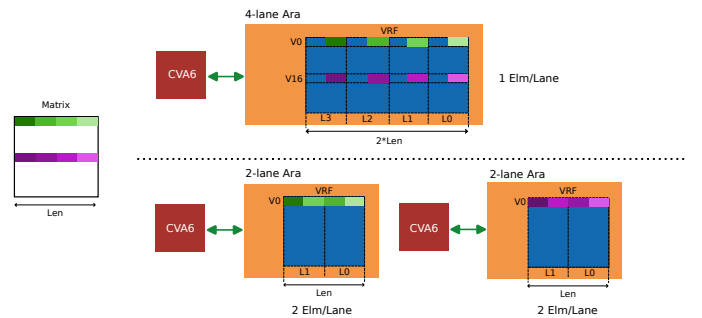 4-lane Ara
VRF
V0
CVA6
V16
1 Elm/Lane
L3 L2 L1 L0
2*Len
Matrix
Len
2-lane Ara
VRF
V0
CVA6
L1 L0
Len
2 Elm/Lane
2-lane Ara
VRF
V0
CVA6
L1 L0
Len
2 Elm/Lane